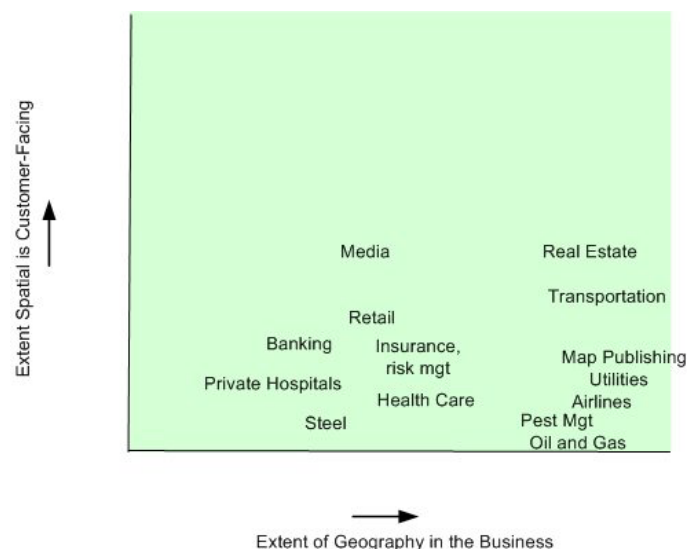 Extent Spatial is Customer-Facing
Media
Real Estate
Transportation
Retail
Banking
Insurance,
risk mgt
Map Publishing
Private Hospitals
Utilities
Health Care
Airlines
Steel
Pest Mgt
Oil and Gas
Extent of Geography in the Business